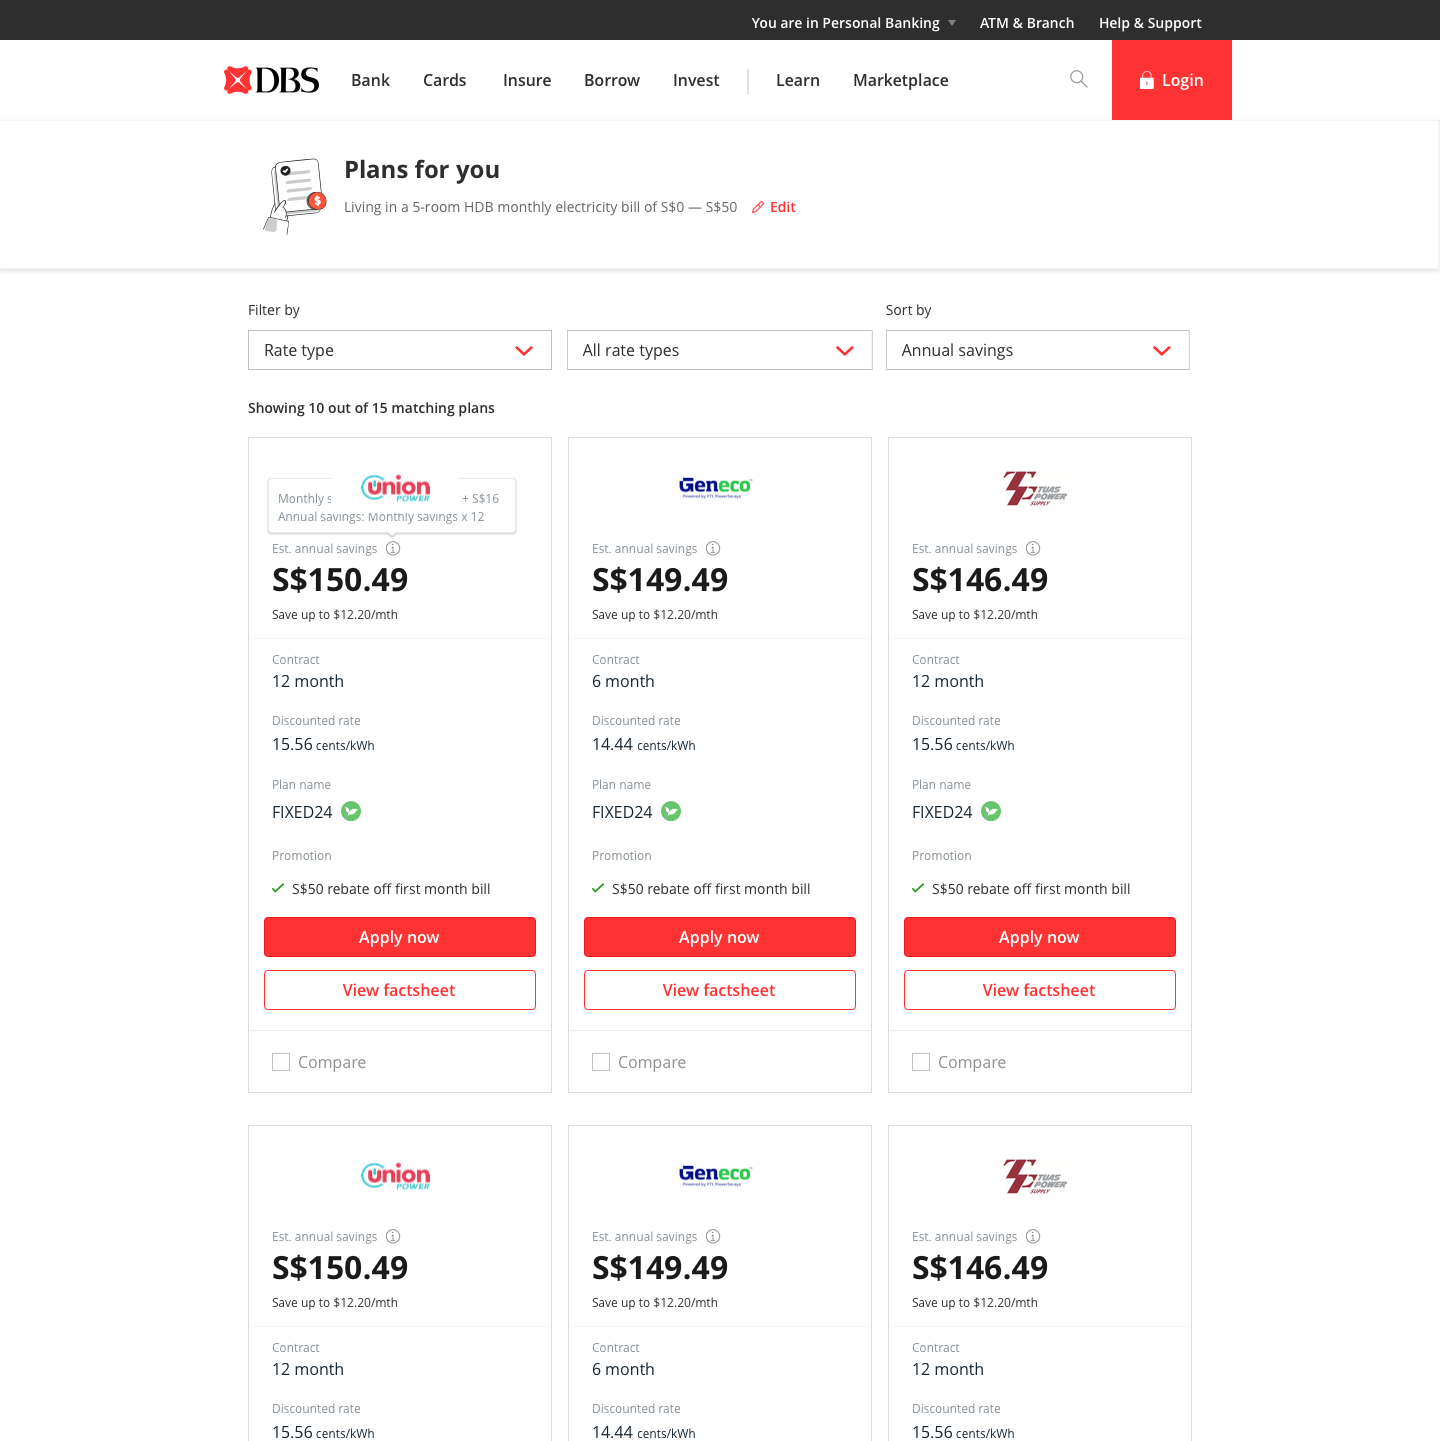 You are in Personal Banking ATM & Branch Help & Support
DBS Bank Cards Insure Borrow Invest Learn Marketplace Login
Plans for you
$
Living in a 5-room HDB monthly electricity bill of S$0 — S$50 Edit
Filter by Sort by
Rate type All rate types Annual savings
Showing 10 out of 15 matching plans
Union POWER Geneco TUAS POWER SUPPLY
Powered by YTL PowerSeraya
Monthly s + S$16
Annual savings: Monthly savings x 12
Est. annual savings Est. annual savings Est. annual savings
S$150.49 S$149.49 S$146.49
Save up to $12.20/mth Save up to $12.20/mth Save up to $12.20/mth
Contract Contract Contract
12 month 6 month 12 month
Discounted rate Discounted rate Discounted rate
15.56 cents/kWh 14.44 cents/kWh 15.56 cents/kWh
Plan name Plan name Plan name
FIXED24 FIXED24 FIXED24
Promotion Promotion Promotion
S$50 rebate off first month bill S$50 rebate off first month bill S$50 rebate off first month bill
Apply now Apply now Apply now
View factsheet View factsheet View factsheet
Compare Compare Compare
Union POWER Geneco TUAS POWER SUPPLY
Powered by YTL PowerSeraya
Est. annual savings Est. annual savings Est. annual savings
S$150.49 S$149.49 S$146.49
Save up to $12.20/mth Save up to $12.20/mth Save up to $12.20/mth
Contract Contract Contract
12 month 6 month 12 month
Discounted rate Discounted rate Discounted rate
15.56 cents/kWh 14.44 cents/kWh 15.56 cents/kWh